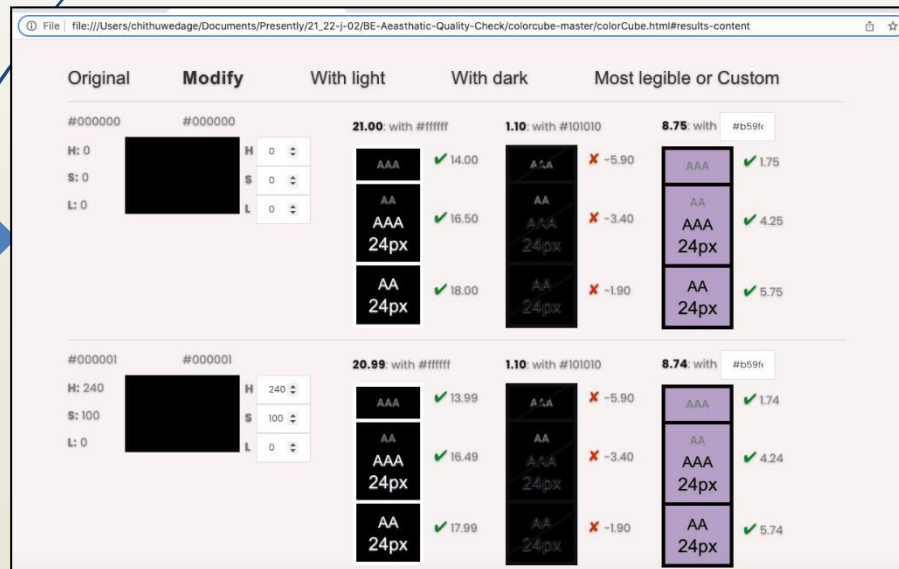 File file:///Users/chithuwedage/Documents/Presently/21_22-j-02/BE-Aeasthatic-Quality-Check/colorcube-master/colorCube.html#results-content
Original Modify With light With dark Most legible or Custom
#000000 #000000 21.00: with #ffffff 1.10: with #101010 8.75: with #b59f
H: 0 H 0 AAA ✔ 14.00 AAA ✘ -5.90 AAA ✔ 1.75
S: 0 S 0
L: 0 L 0 AA AA AA
AAA ✔ 16.50 AAA ✘ -3.40 AAA ✔ 4.25
24px 24px 24px
AA ✔ 18.00 AA ✘ -1.90 AA ✔ 5.75
24px 24px 24px
#000001 #000001 20.99: with #ffffff 1.10: with #101010 8.74: with #b59f
H: 240 H 240 AAA ✔ 13.99 AAA ✘ -5.90 AAA ✔ 1.74
S: 100 S 100
L: 0 L 0 AA AA AA
AAA ✔ 16.49 AAA ✘ -3.40 AAA ✔ 4.24
24px 24px 24px
AA ✔ 17.99 AA ✘ -1.90 AA ✔ 5.74
24px 24px 24px